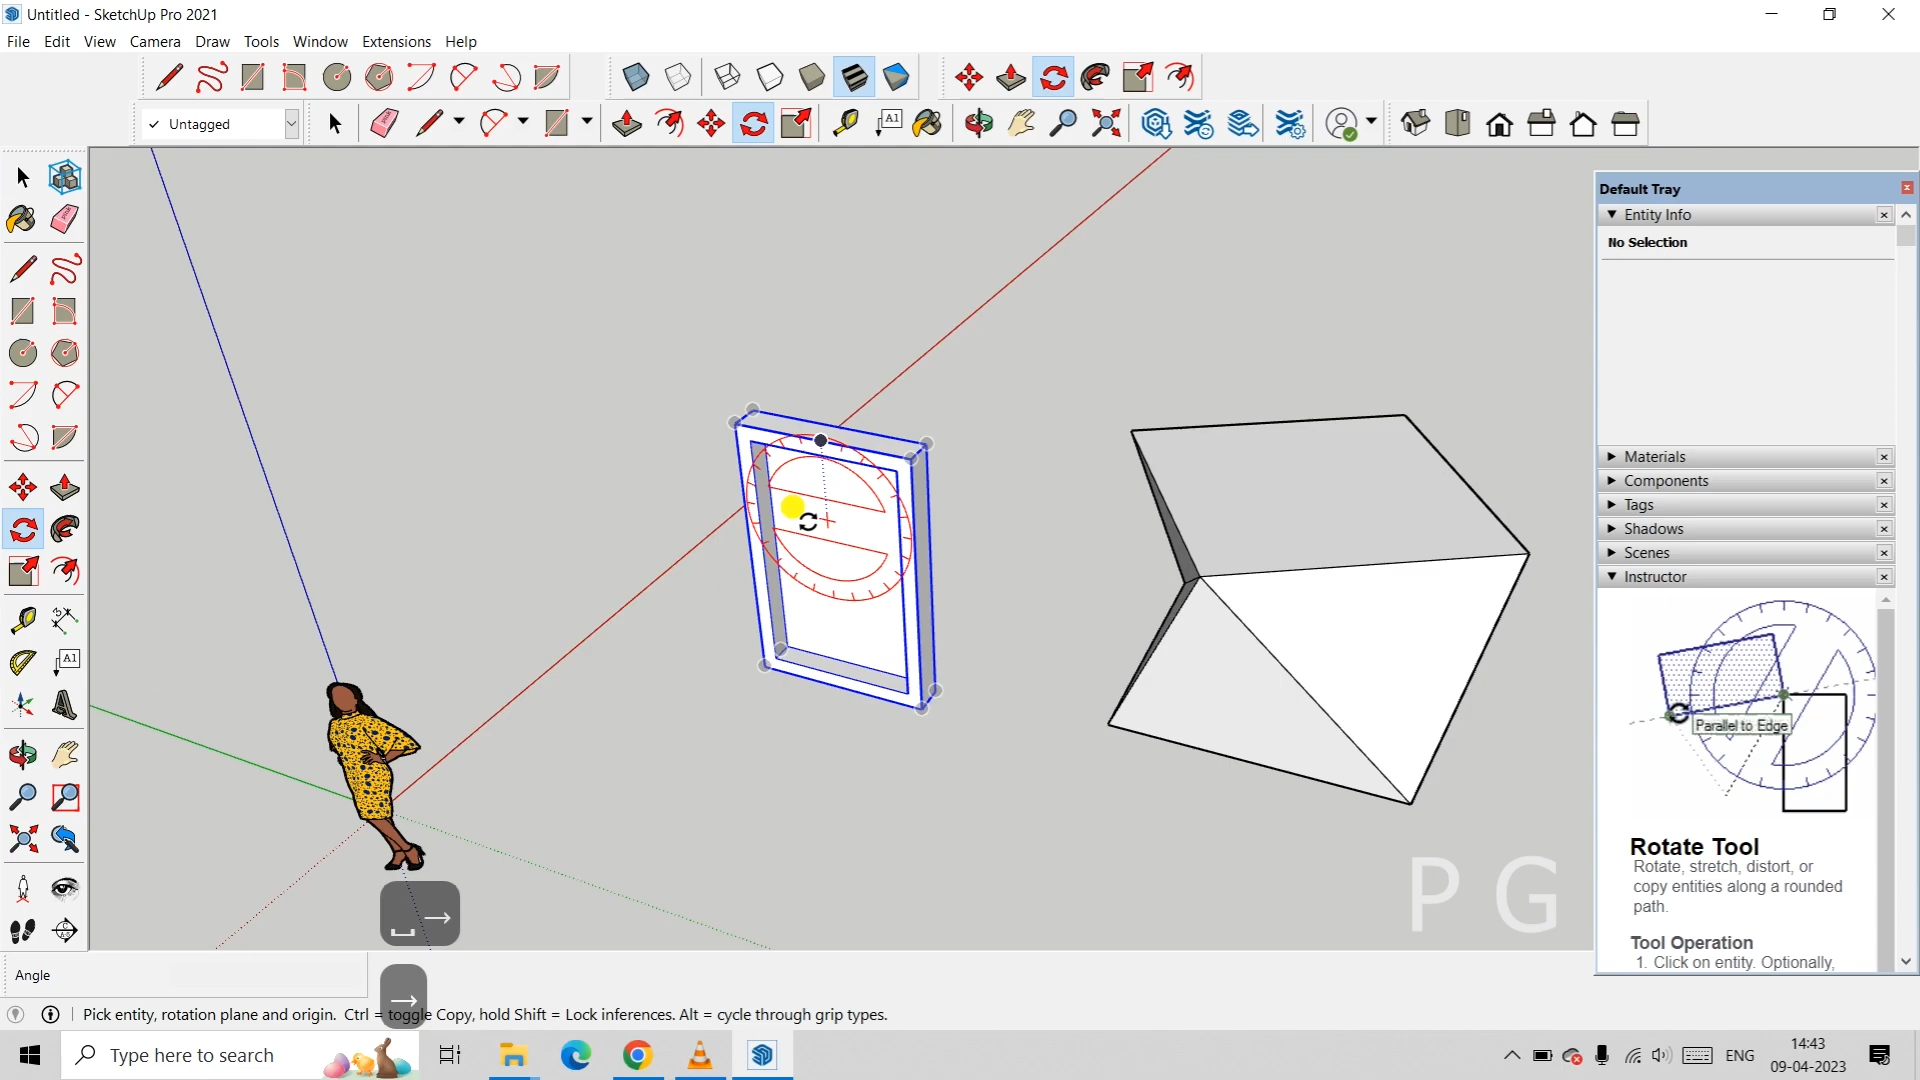 Untitled - SketchUp Pro 2021
File Edit View Camera Draw Tools Window Extensions Help
✓ Untagged
A1
Default Tray
Entity Info
No Selection
A1
Materials
Components
Tags
Shadows
Scenes
Instructor
Parallel to Edge
Rotate Tool
Rotate, stretch, distort, or
copy entities along a rounded
path.
Tool Operation
1. Click on entity. Optionally,
P G
Angle
Pick entity, rotation plane and origin. Ctrl = toggle Copy, hold Shift = Lock inferences. Alt = cycle through grip types.
Type here to search
ENG
14:43
09-04-2023